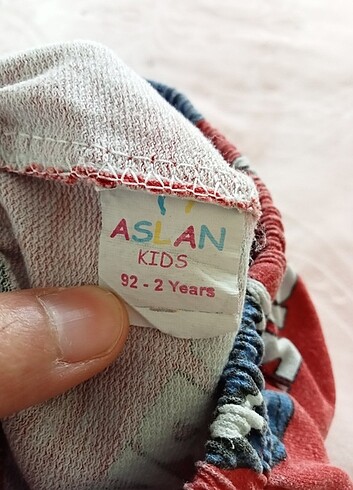 ASLAN
KIDS
92 - 2 Years